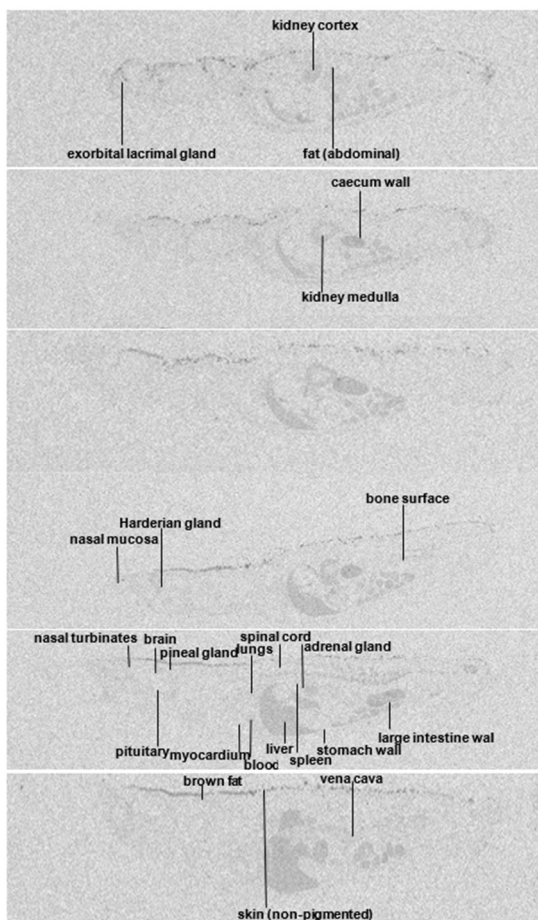 kidney cortex
exorbital lacrimal gland
fat (abdominal)
caecum wall
kidney medulla
bone surface
Harderian gland
nasal mucosa
spinal cord
nasal turbinates
brain
lungs
adrenal gland
pineal gland
large intestine wal
pituitary
myocardium
liver
stomach wall
blood
spleen
brown fat
vena cava
skin (non-pigmented)